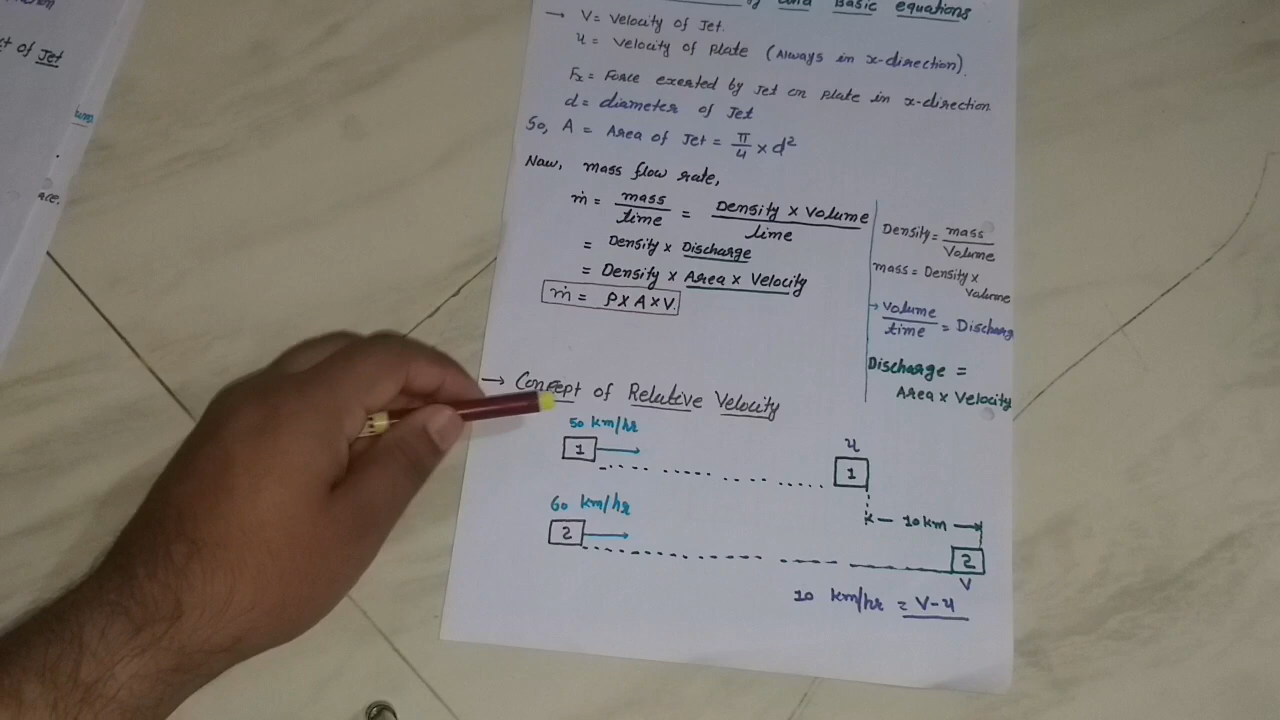 ct of Jet
ace.
and Basic equations
→ V = Velocity of Jet.
u = Velocity of plate (Always in x-direction).
Fx = Force exerted by Jet on plate in x-direction
d = diameter of Jet
So, A = Area of Jet = π/4 × d²
Now, mass flow rate,
ṁ = mass/time = Density × Volume/time
= Density × Discharge
= Density × Area × Velocity
ṁ = ρ × A × V.
Density = mass/Volume
mass = Density ×
Volume
→ Volume/time = Discharg
Discharge =
Area × Velocity
→ Concept of Relative Velocity
50 km/hr
1
u
1
60 km/hr
2
10 km
2
V
10 km/hr = V-u